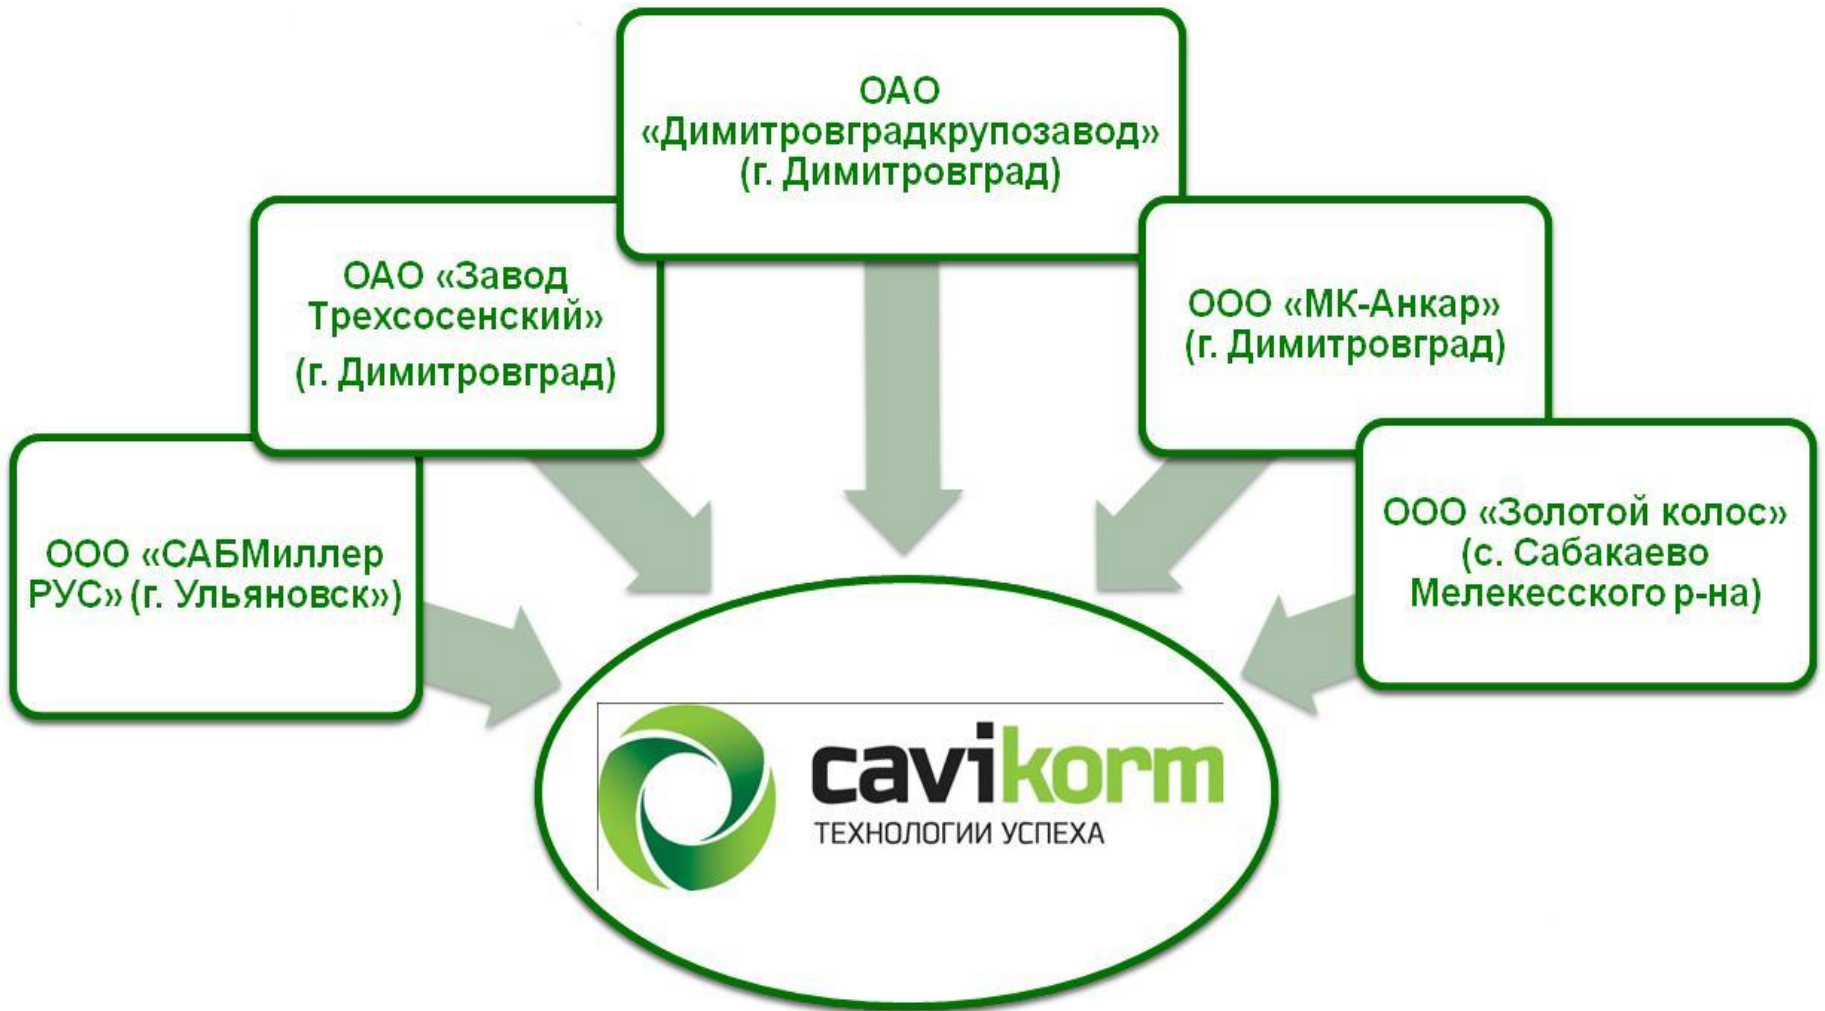 ОАО
«Димитровградкрупозавод»
(г. Димитровград)
ОАО «Завод
Трехсосенский»
(г. Димитровград)
ООО «МК-Анкар»
(г. Димитровград)
ООО «САБМиллер
РУС» (г. Ульяновск»)
ООО «Золотой колос»
(с. Сабакаево
Мелекесского р-на)
cavikorm
ТЕХНОЛОГИИ УСПЕХА